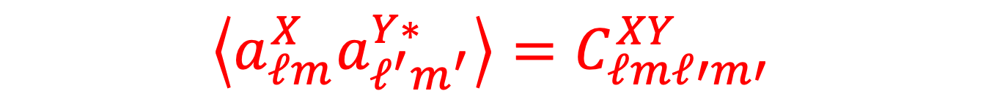 ⟨a^X_{ℓm} a^{Y*}_{ℓ′m′}⟩ = C^{XY}_{ℓmℓ′m′}